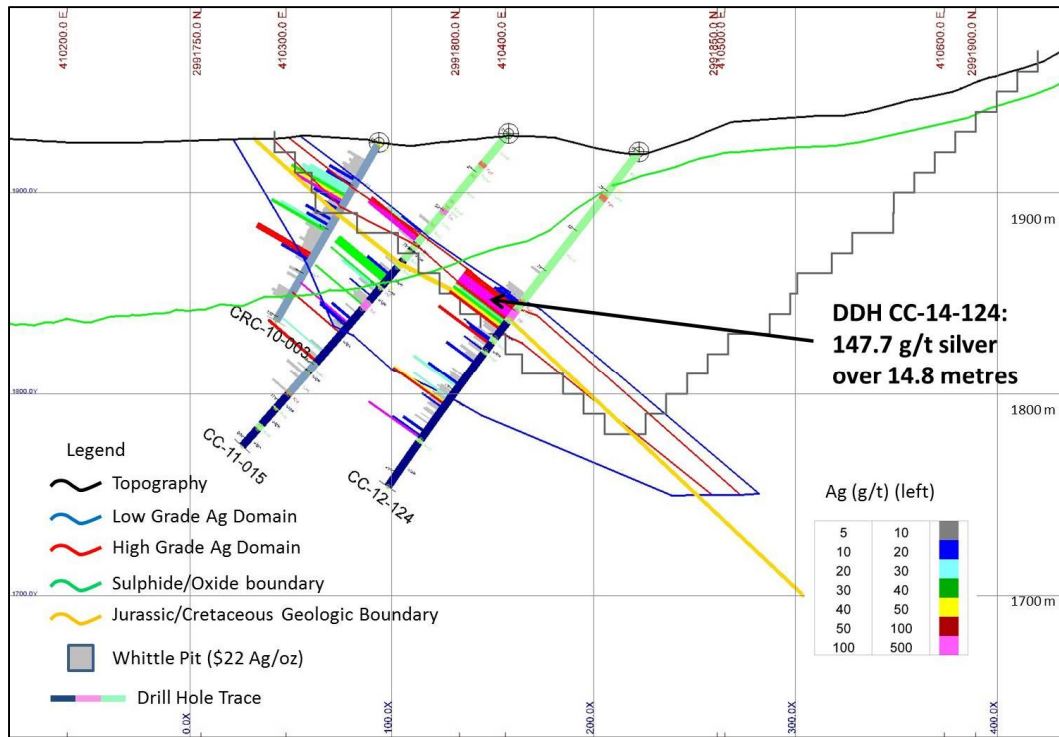 410200.0 E
2991750.0 N
410300.0 E
2991800.0 N
410400.0 E
2991850.0 N
410500.0 E
410600.0 E
2991900.0 N
410700.0 E
1900.0Y
1900 m
DDH CC-14-124:
147.7 g/t silver
over 14.8 metres
CRC-10-003
1800 m
CC-11-015
CC-12-124
Legend
Topography
Low Grade Ag Domain
High Grade Ag Domain
Sulphide/Oxide boundary
Jurassic/Cretaceous Geologic Boundary
Whittle Pit ($22 Ag/oz)
Drill Hole Trace
Ag (g/t) (left)
5 10
10 20
20 30
30 40
40 50
50 100
100 500
1700.0Y
1700 m
0.0X
100.0X
200.0X
300.0X
400.0X